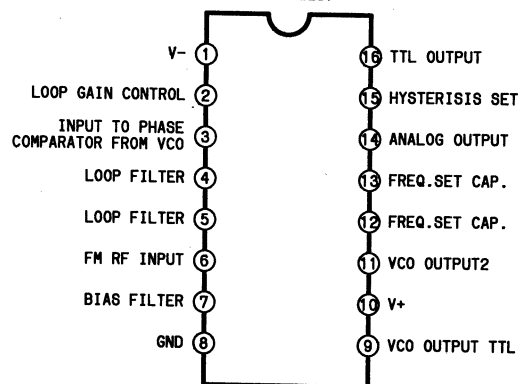 V- 1
LOOP GAIN CONTROL 2
INPUT TO PHASE
COMPARATOR FROM VCO 3
LOOP FILTER 4
LOOP FILTER 5
FM RF INPUT 6
BIAS FILTER 7
GND 8
16 TTL OUTPUT
15 HYSTERISIS SET
14 ANALOG OUTPUT
13 FREQ.SET CAP.
12 FREQ.SET CAP.
11 VCO OUTPUT2
10 V+
9 VCO OUTPUT TTL